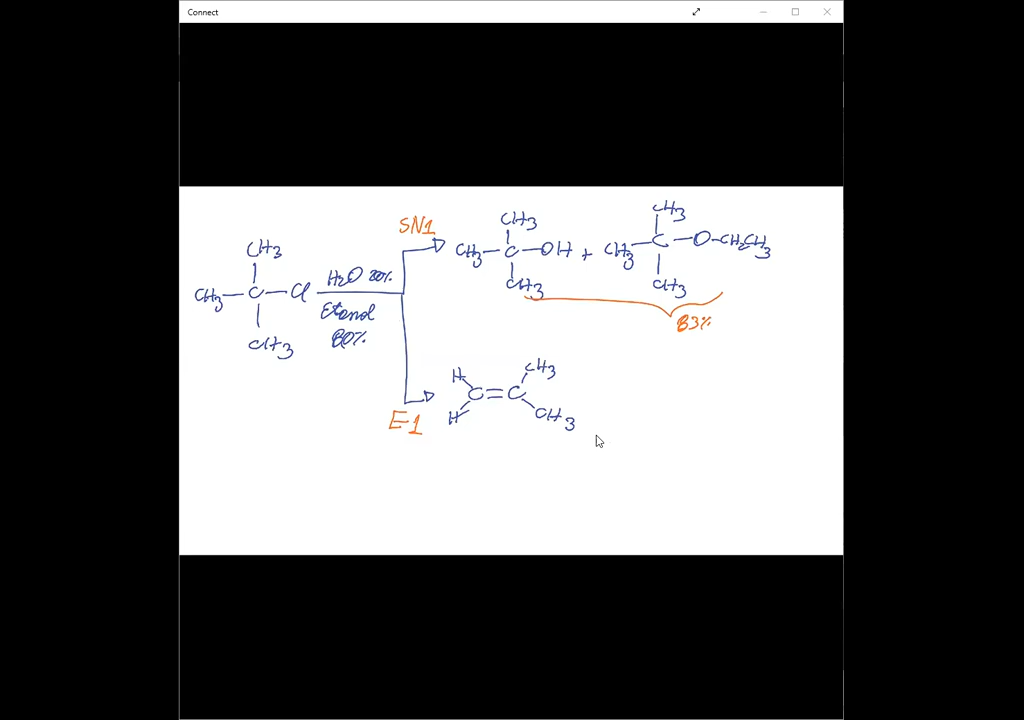 Connect
SN1
CH3
CH3-C-OH + CH3-C-O-CH2CH3
CH3
CH3
CH3
CH3
CH3-C-Cl
CH3
H2O 20%
Etanol
80%
83%
E1
H
H
C=C
CH3
CH3